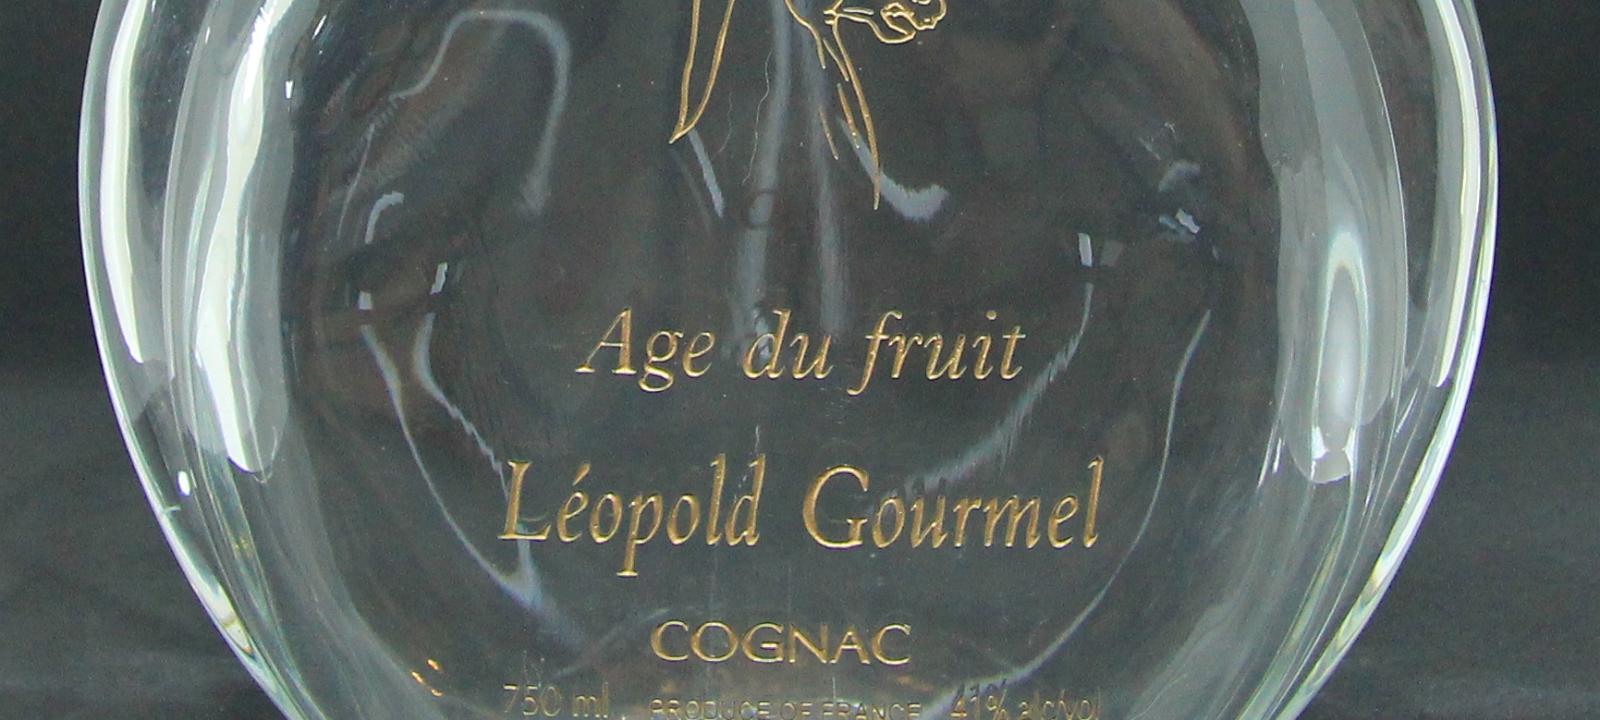 Age du fruit
Léopold Gourmel
COGNAC
750 ml PRODUCE OF FRANCE 41% alc/vol